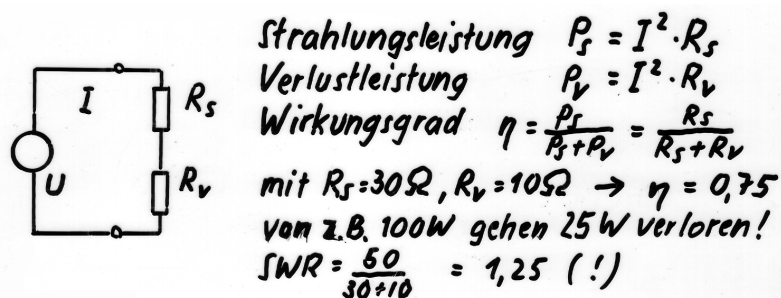 Strahlungsleistung P_s = I²·R_s
Verlustleistung P_v = I²·R_v
Wirkungsgrad η = P_s/(P_s+P_v) = R_s/(R_s+R_v)
mit R_s=30Ω, R_v=10Ω → η = 0,75
von z.B. 100W gehen 25W verloren!
SWR = 50/(30+10) = 1,25 (!)
I
R_s
U
R_v